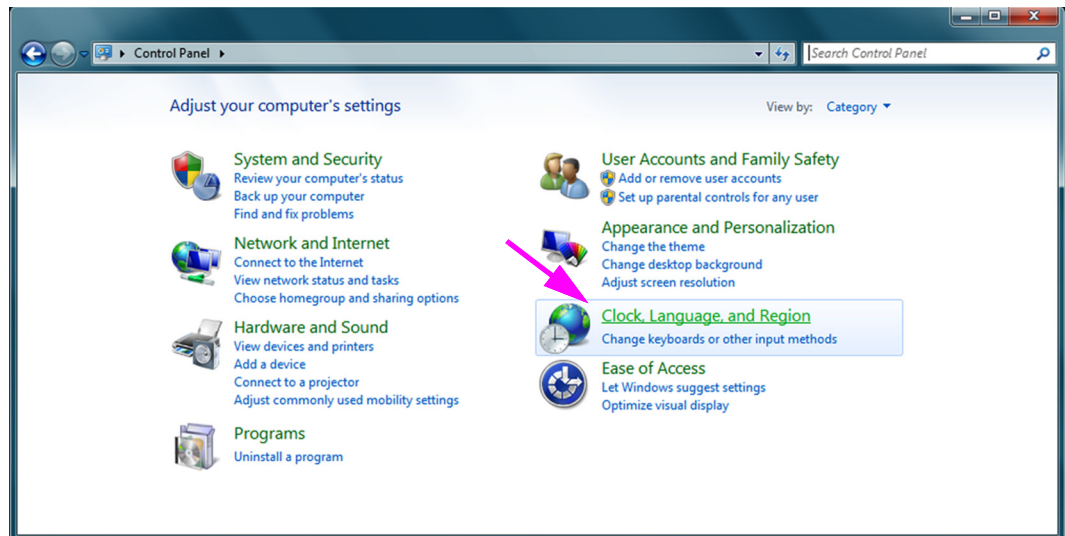 Control Panel
Search Control Panel
Adjust your computer's settings
View by: Category
System and Security
Review your computer's status
Back up your computer
Find and fix problems
Network and Internet
Connect to the Internet
View network status and tasks
Choose homegroup and sharing options
Hardware and Sound
View devices and printers
Add a device
Connect to a projector
Adjust commonly used mobility settings
Programs
Uninstall a program
User Accounts and Family Safety
Add or remove user accounts
Set up parental controls for any user
Appearance and Personalization
Change the theme
Change desktop background
Adjust screen resolution
Clock, Language, and Region
Change keyboards or other input methods
Ease of Access
Let Windows suggest settings
Optimize visual display